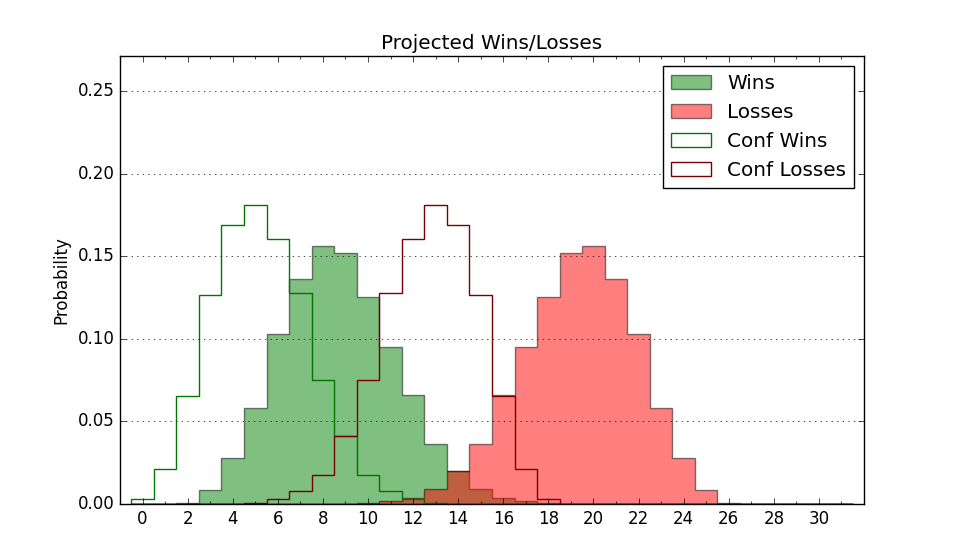 Projected Wins/Losses
Wins
Losses
Conf Wins
Conf Losses
Probability
0.25
0.20
0.15
0.10
0.05
0.00
0 2 4 6 8 10 12 14 16 18 20 22 24 26 28 30